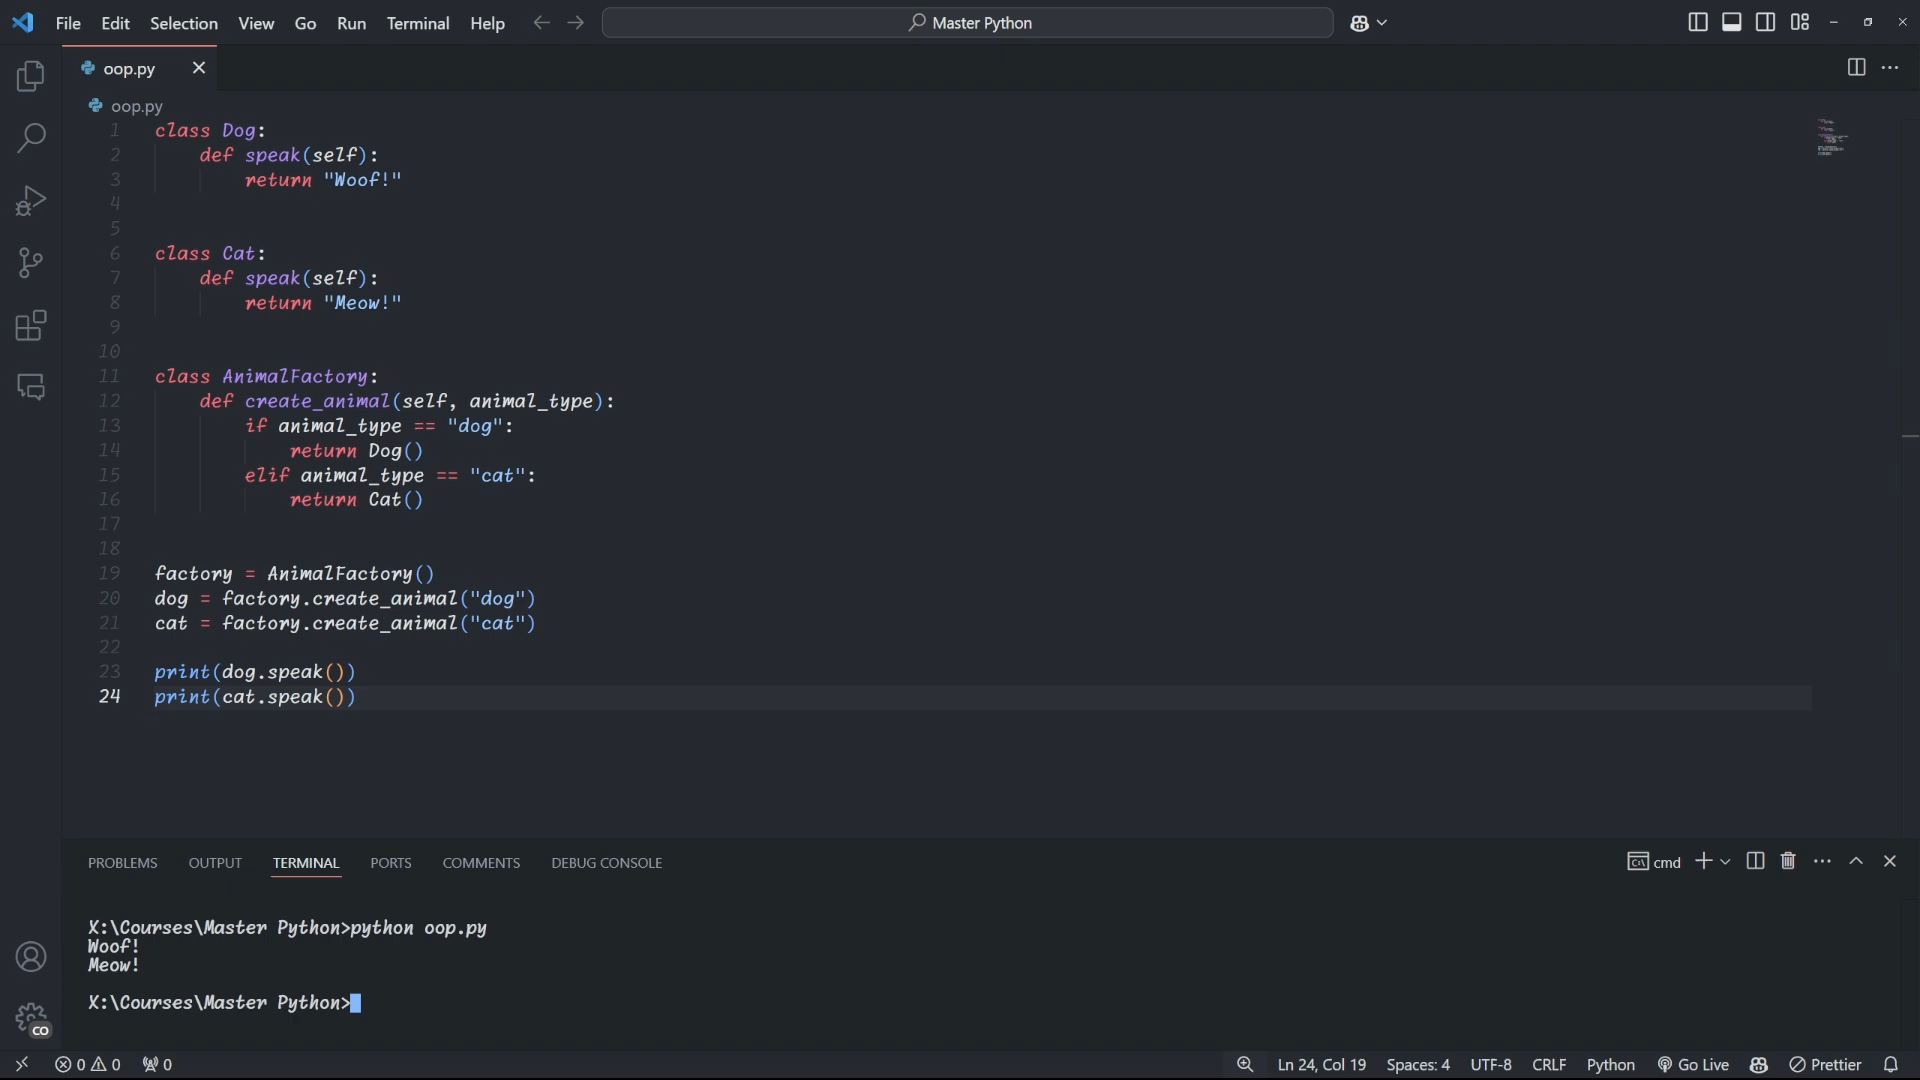 File Edit Selection View Go Run Terminal Help Master Python
oop.py
oop.py
1 class Dog:
2     def speak(self):
3         return "Woof!"
4
5
6 class Cat:
7     def speak(self):
8         return "Meow!"
9
10
11 class AnimalFactory:
12     def create_animal(self, animal_type):
13         if animal_type == "dog":
14             return Dog()
15         elif animal_type == "cat":
16             return Cat()
17
18
19 factory = AnimalFactory()
20 dog = factory.create_animal("dog")
21 cat = factory.create_animal("cat")
22
23 print(dog.speak())
24 print(cat.speak())
PROBLEMS OUTPUT TERMINAL PORTS COMMENTS DEBUG CONSOLE cmd
X:\Courses\Master Python>python oop.py
Woof!
Meow!
X:\Courses\Master Python>
CO
0 0 0 Ln 24, Col 19 Spaces: 4 UTF-8 CRLF Python Go Live Prettier